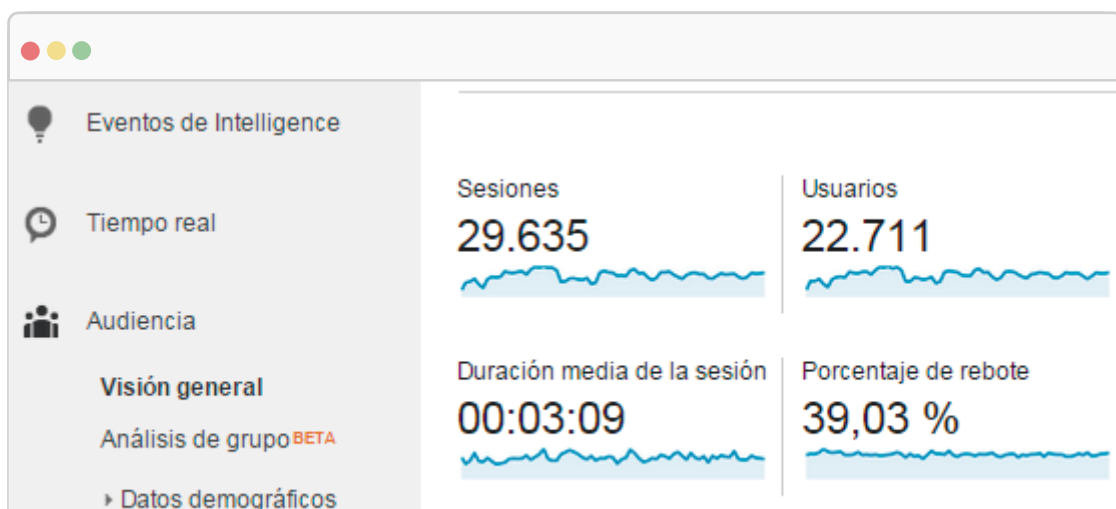 Eventos de Intelligence
Tiempo real
Audiencia
Visión general
Análisis de grupo BETA
Datos demográficos
Sesiones
29.635
Usuarios
22.711
Duración media de la sesión
00:03:09
Porcentaje de rebote
39,03 %